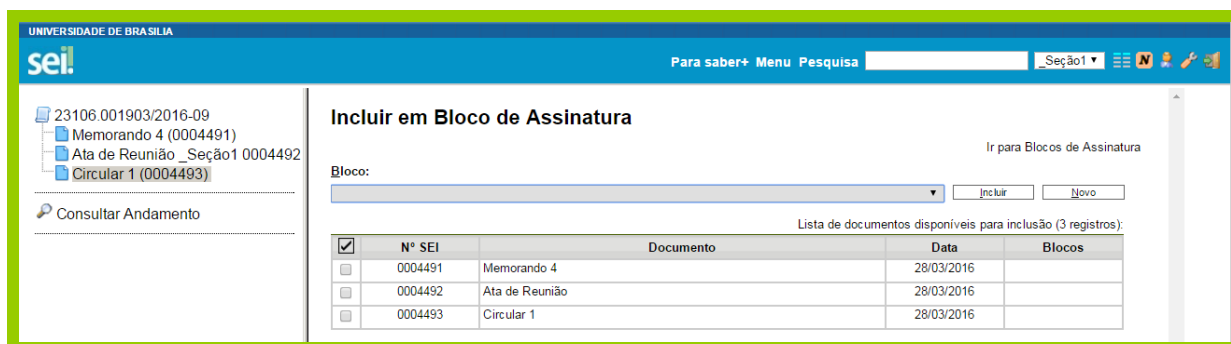 UNIVERSIDADE DE BRASILIA
sei!
Para saber+ Menu Pesquisa _Seção1 N
23106.001903/2016-09
Memorando 4 (0004491)
Ata de Reunião _Seção1 0004492
Circular 1 (0004493)
Consultar Andamento
Incluir em Bloco de Assinatura
Ir para Blocos de Assinatura
Bloco:
Incluir Novo
Lista de documentos disponíveis para inclusão (3 registros):
Nº SEI Documento Data Blocos
0004491 Memorando 4 28/03/2016
0004492 Ata de Reunião 28/03/2016
0004493 Circular 1 28/03/2016